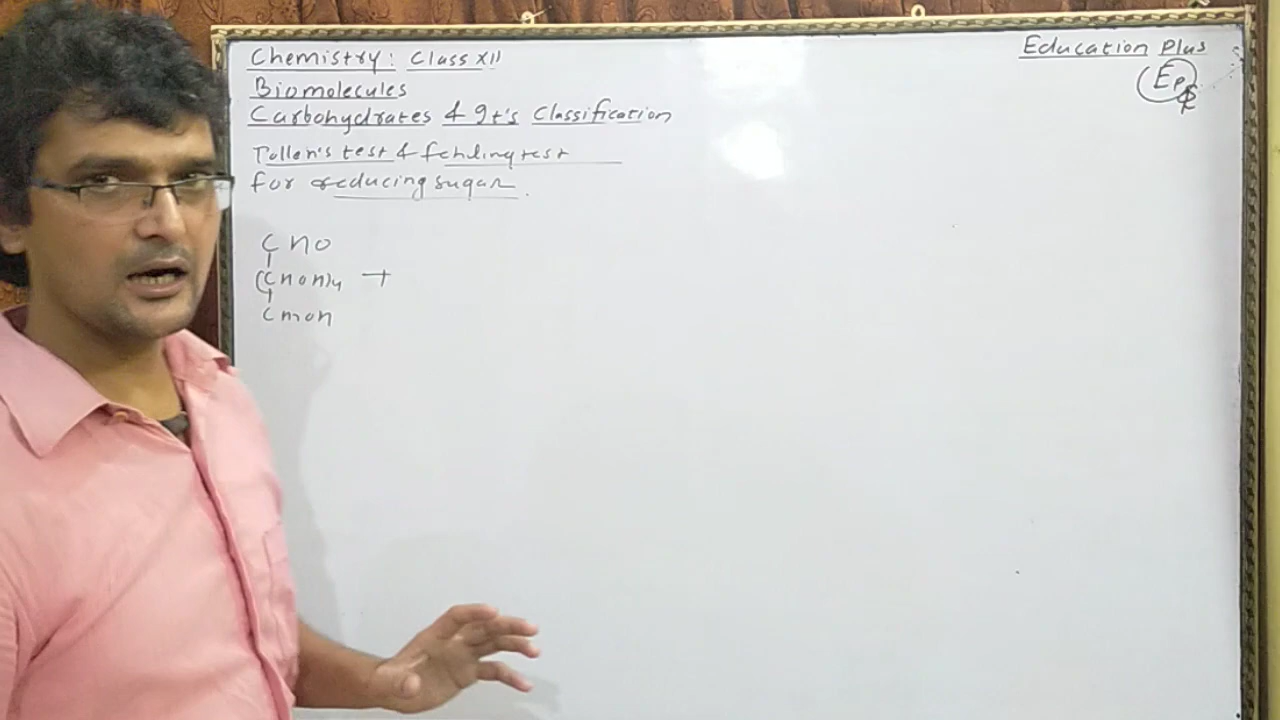 Chemistry: Class XII
Education Plus
EP
Biomolecules
Carbohydrates & It's Classification
Tollen's test & fehling test
for reducing sugar.
CHO
(CHOH)4 +
CH2OH